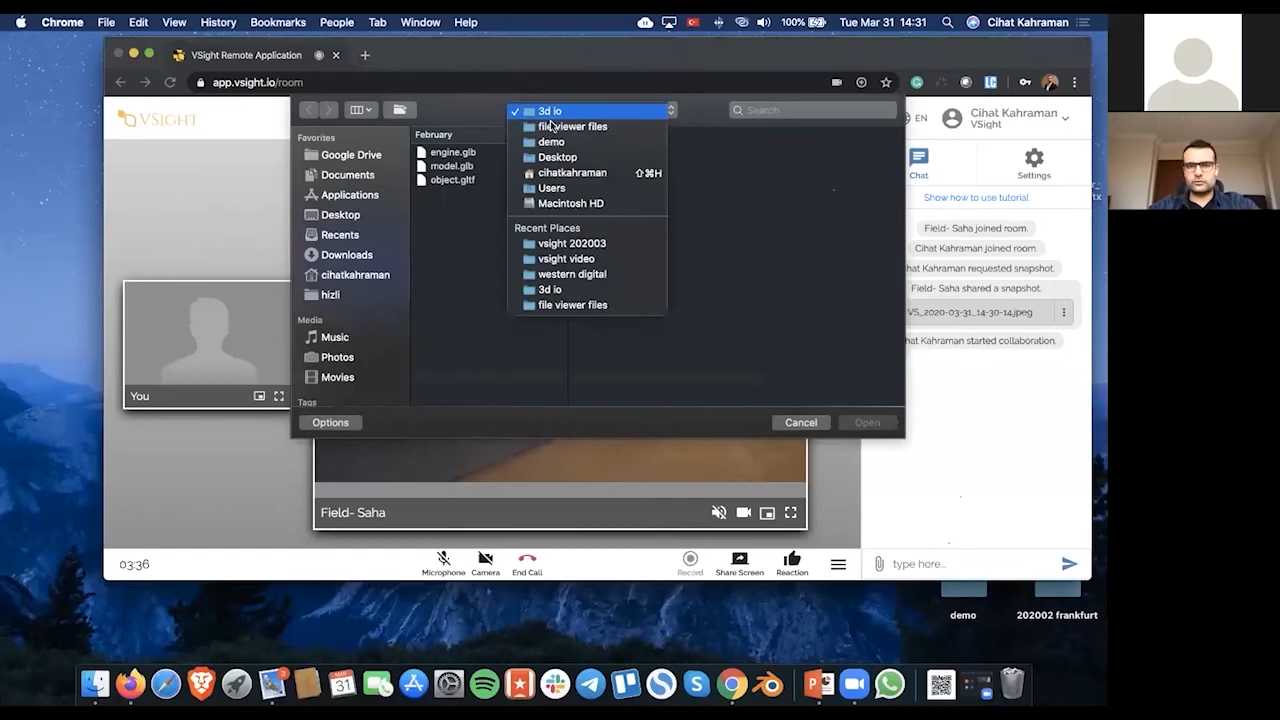 Chrome File Edit View History Bookmarks People Tab Window Help 100% Tue Mar 31 14:31 Cihat Kahraman
VSight Remote Application
app.vsight.io/room
VSIGHT
3d io
Search
EN
Cihat Kahraman
VSight
Favorites
Google Drive
Documents
Applications
Desktop
Recents
Downloads
cihatkahraman
hizli
Media
Music
Photos
Movies
Tags
February
engine.glb
model.glb
object.gltf
file viewer files
demo
Desktop
cihatkahraman ⇧⌘H
Users
Macintosh HD
Recent Places
vsight 202003
vsight video
western digital
3d io
file viewer files
Options
Cancel Open
Chat Settings
Show how to use tutorial
Field- Saha joined room.
Cihat Kahraman joined room.
hat Kahraman requested snapshot.
Field- Saha shared a snapshot.
VS_2020-03-31_14-30-14.jpeg
hat Kahraman started collaboration.
You
Field- Saha
03:36
Microphone Camera End Call
Record Share Screen Reaction
type here...
demo
202002 frankfurt